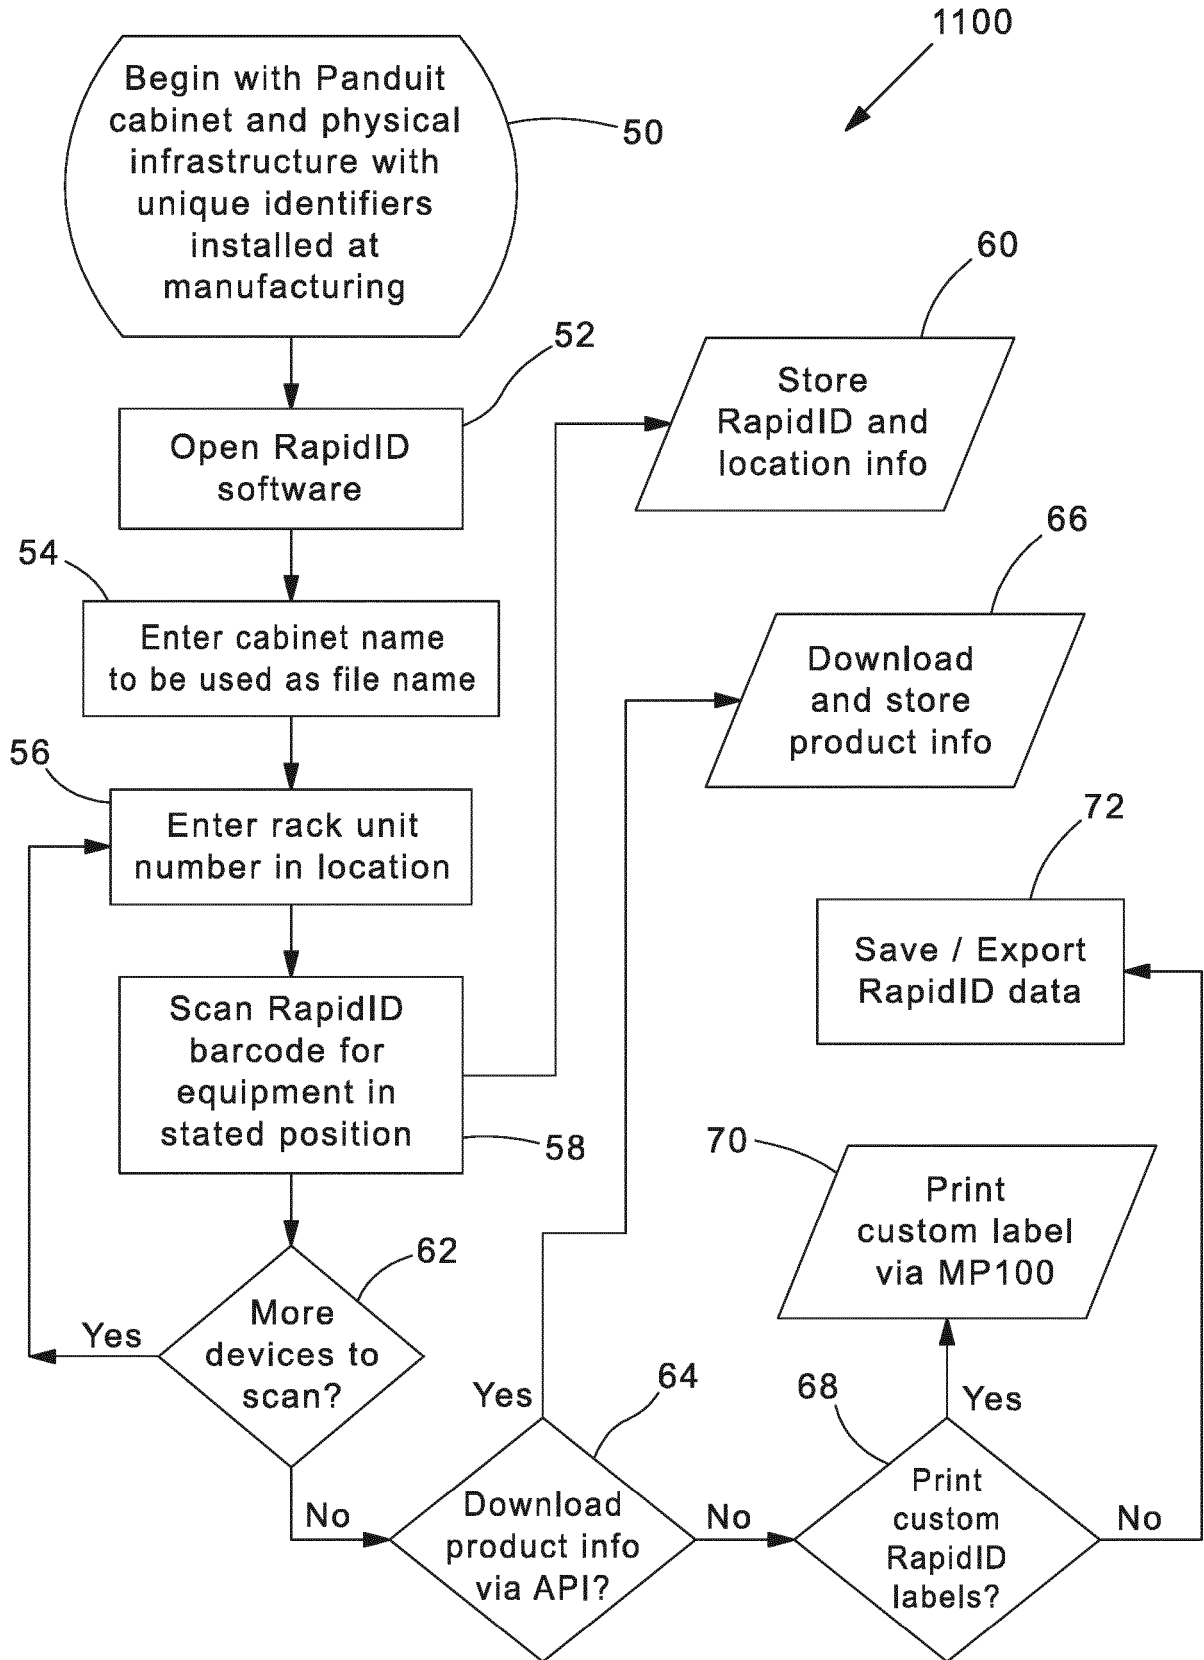 1100
Begin with Panduit
cabinet and physical
infrastructure with
unique identifiers
installed at
manufacturing
50
52
Open RapidID
software
54
Enter cabinet name
to be used as file name
56
Enter rack unit
number in location
Scan RapidID
barcode for
equipment in
stated position
58
60
Store
RapidID and
location info
62
More
devices to
scan?
Yes
No
64
Download
product info
via API?
Yes
No
66
Download
and store
product info
68
Print
custom
RapidID
labels?
Yes
No
70
Print
custom label
via MP100
72
Save / Export
RapidID data